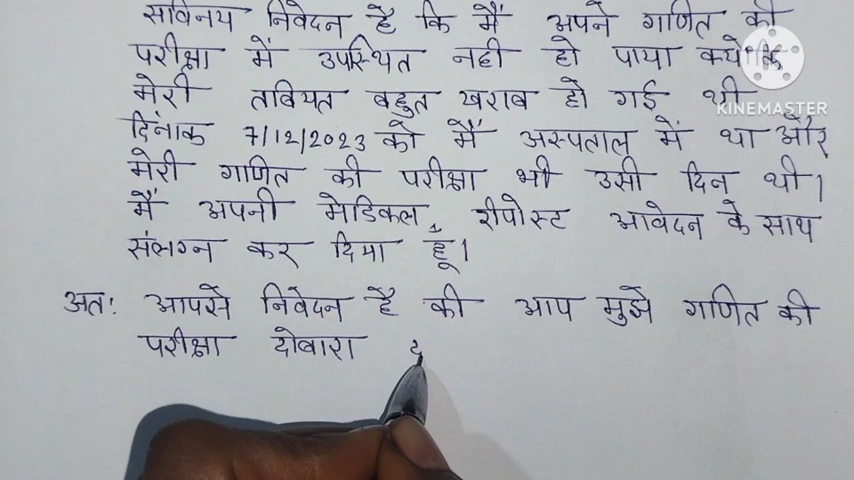 सविनय निवेदन है कि मैं अपने गणित की
परीक्षा में उपस्थित नही हो पाया क्योंकि
मेरी तबियत बहुत खराब हो गई थी
दिंनाक 7/12/2023 को मैं अस्पताल में था और
मेरी गणित की परीक्षा भी उसी दिन थी।
मैं अपनी मेडिकल रीपोस्ट आवेदन के साथ
संलग्न कर दिया हूँ।
अतः आपसे निवेदन है की आप मुझे गणित की
परीक्षा दोबारा
KINEMASTER